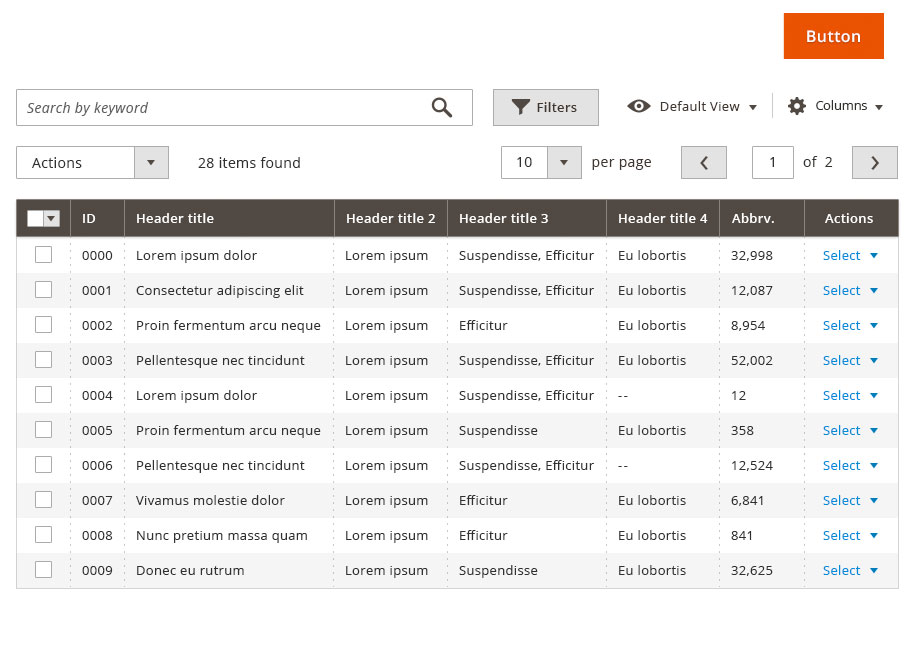 Button
Search by keyword Filters Default View Columns
Actions 28 items found 10 per page 1 of 2
ID Header title Header title 2 Header title 3 Header title 4 Abbrv. Actions
0000 Lorem ipsum dolor Lorem ipsum Suspendisse, Efficitur Eu lobortis 32,998 Select
0001 Consectetur adipiscing elit Lorem ipsum Suspendisse, Efficitur Eu lobortis 12,087 Select
0002 Proin fermentum arcu neque Lorem ipsum Efficitur Eu lobortis 8,954 Select
0003 Pellentesque nec tincidunt Lorem ipsum Suspendisse, Efficitur Eu lobortis 52,002 Select
0004 Lorem ipsum dolor Lorem ipsum Suspendisse, Efficitur -- 12 Select
0005 Proin fermentum arcu neque Lorem ipsum Suspendisse Eu lobortis 358 Select
0006 Pellentesque nec tincidunt Lorem ipsum Suspendisse, Efficitur -- 12,524 Select
0007 Vivamus molestie dolor Lorem ipsum Efficitur Eu lobortis 6,841 Select
0008 Nunc pretium massa quam Lorem ipsum Efficitur Eu lobortis 841 Select
0009 Donec eu rutrum Lorem ipsum Suspendisse Eu lobortis 32,625 Select